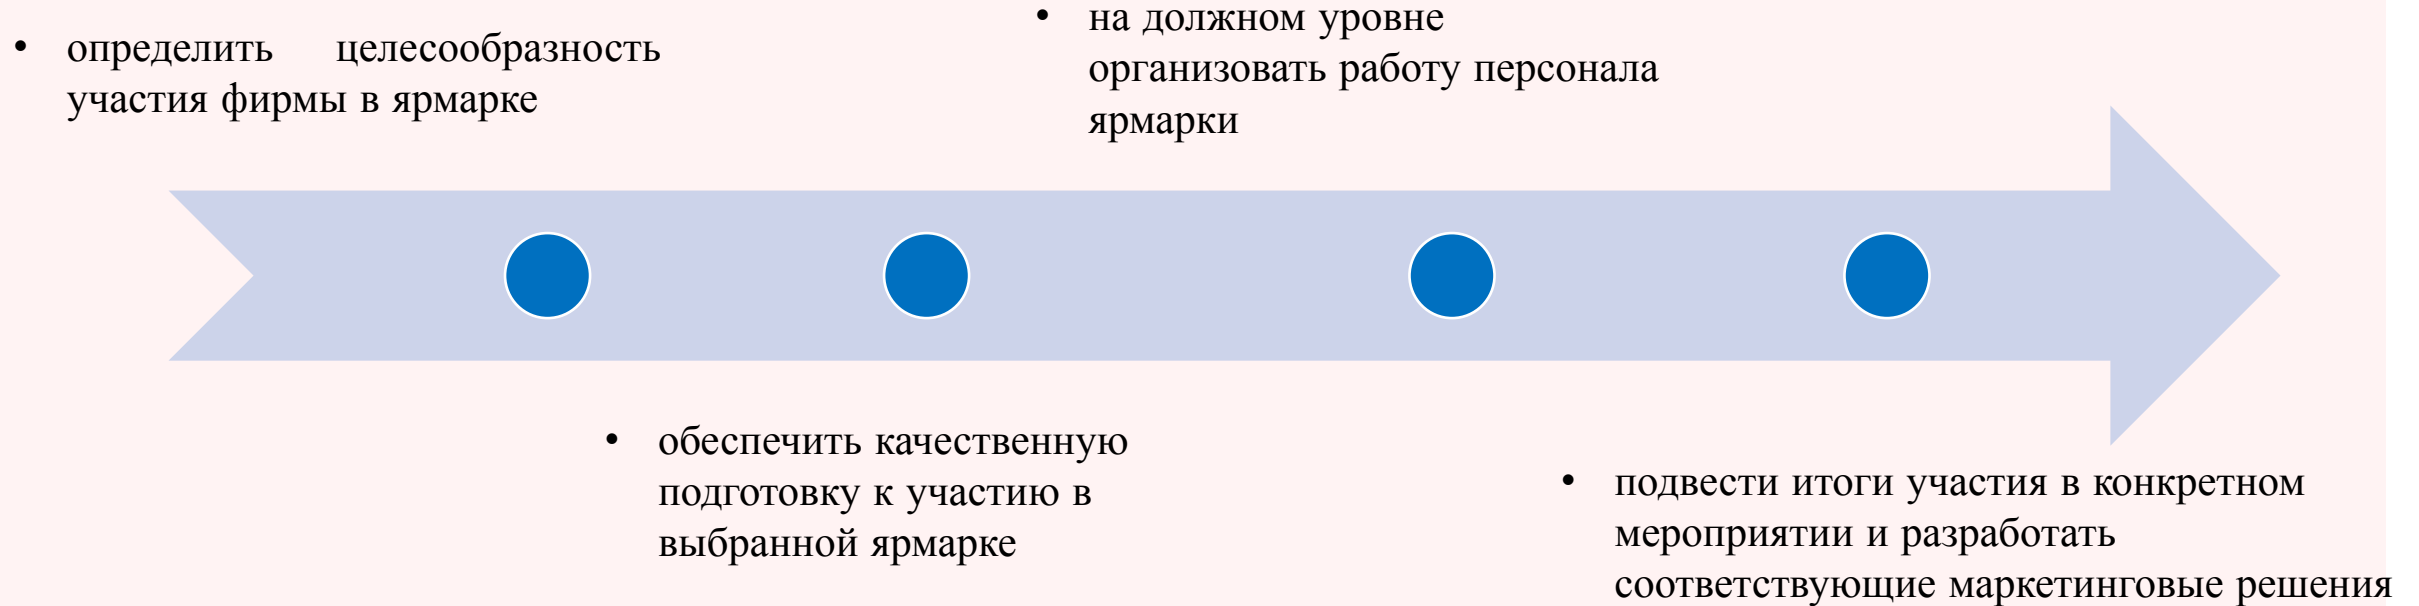 • определить целесообразность
участия фирмы в ярмарке
• обеспечить качественную
подготовку к участию в
выбранной ярмарке
• на должном уровне
организовать работу персонала
ярмарки
• подвести итоги участия в конкретном
мероприятии и разработать
соответствующие маркетинговые решения